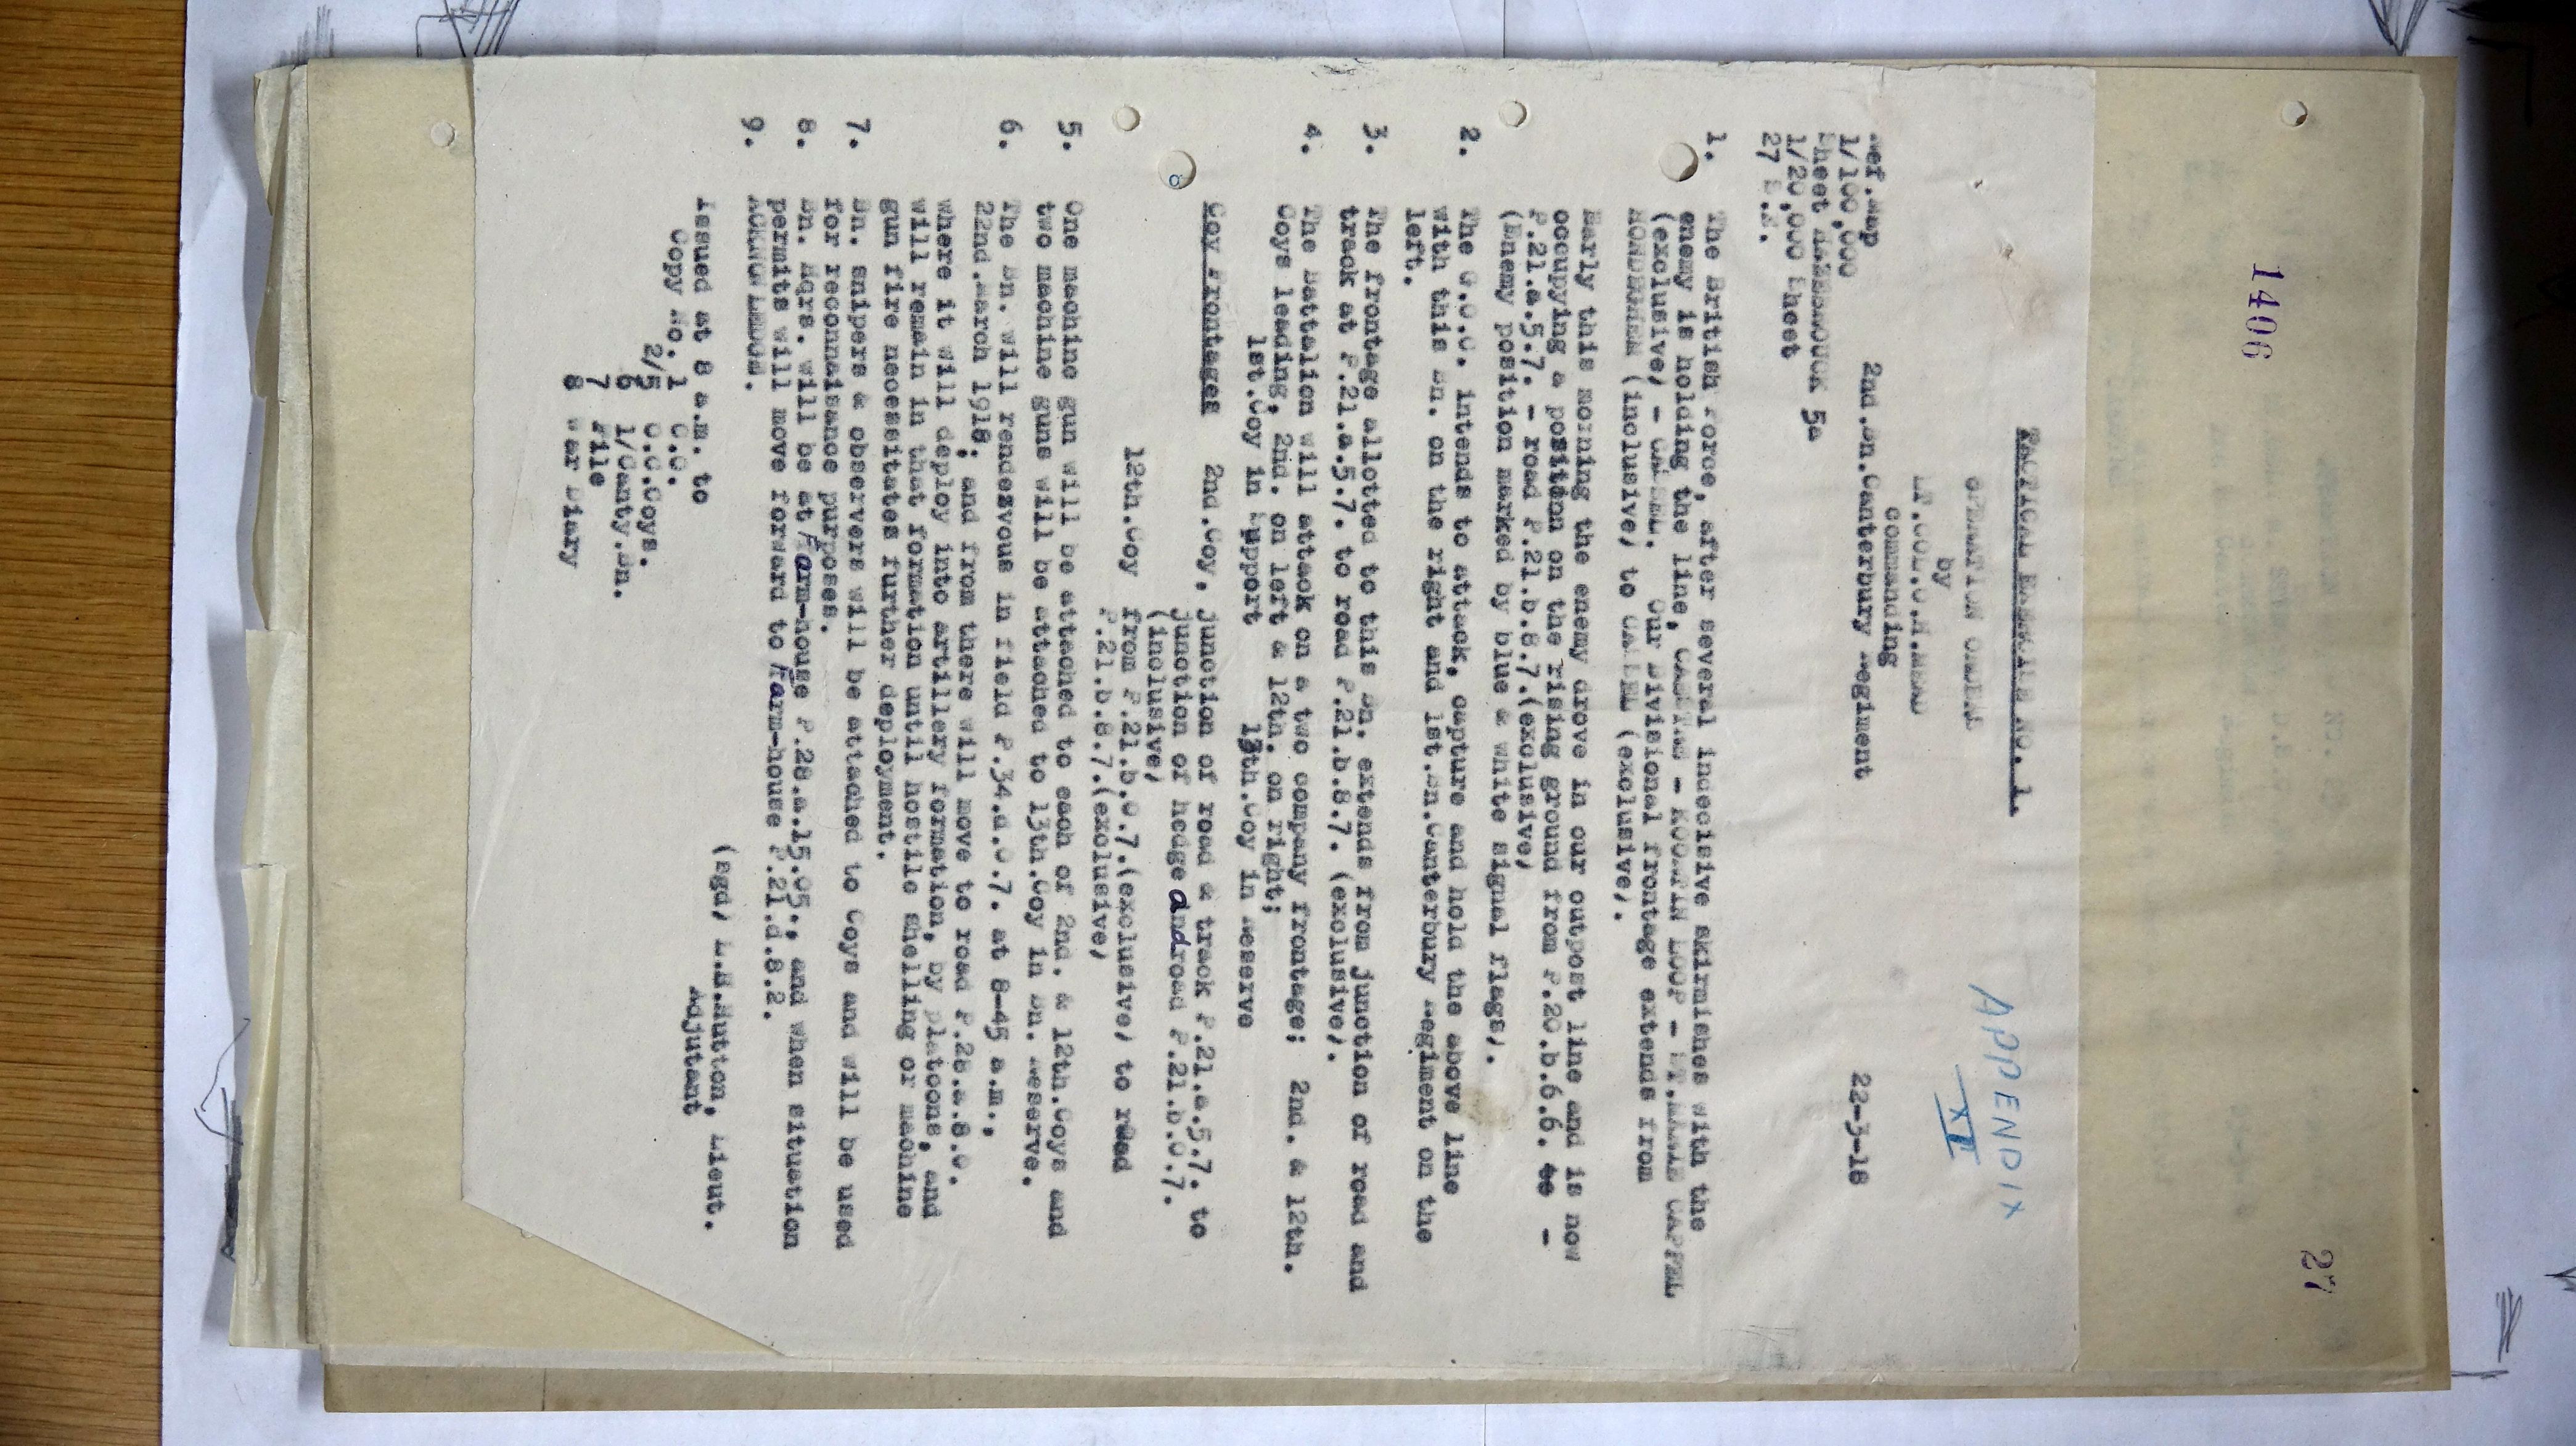 1406
27
APPENDIX
XII
TACTICAL EXERCISE NO. 1.
OPERATION ORDER
by
LT.COL.O.H.MEAD
commanding
2nd.Bn.Canterbury Regiment
22-3-18
Ref.Map
1/100,000
Sheet HAZEBROUCK 5a
1/20,000 Sheet
27 S.E.
1. The British Force, after several indecisive skirmishes with the
enemy is holding the line, CAESTRE - ROUKLOOP - ST.MARIE CAPPEL
(exclusive) - CASSEL. Our Divisional frontage extends from
HONDEGHEM (inclusive) to CASSEL (exclusive).
Early this morning the enemy drove in our outpost line and is now
occupying a position on the rising ground from P.20.b.6.6. to -
P.21.a.5.7. - road P.21.b.8.7.(exclusive)
(Enemy position marked by blue & white signal flags).
2. The G.O.C. intends to attack, capture and hold the above line
with this Bn. on the right and 1st.Bn.Canterbury Regiment on the
left.
3. The frontage allotted to this Bn. extends from junction of road and
track at P.21.a.5.7. to road P.21.b.8.7. (exclusive).
4. The Battalion will attack on a two company frontage; 2nd. & 12th.
Coys leading, 2nd. on left & 12th. on right;
1st.Coy in Support 13th.Coy in Reserve
Coy Frontages 2nd.Coy, junction of road & track P.21.a.5.7. to
junction of hedge and road P.21.b.0.7.
(inclusive)
12th.Coy from P.21.b.0.7.(exclusive) to road
P.21.b.8.7.(exclusive)
5. One machine gun will be attached to each of 2nd. & 12th.Coys and
two machine guns will be attached to 13th.Coy in Bn. Reserve.
6. The Bn. will rendezvous in field P.34.d.0.7. at 8-45 a.m.,
22nd.March 1918; and from there will move to road P.28.a.8.0.
where it will deploy into artillery formation, by platoons, and
will remain in that formation until hostile shelling or machine
gun fire necessitates further deployment.
7. Bn. snipers & observers will be attached to Coys and will be used
for reconnaissance purposes.
8. Bn. Hqrs. will be at Farm-house P.28.a.15.05., and when situation
permits will move forward to Farm-house P.21.d.8.2.
9. ACKNOWLEDGE.
(sgd) L.B.Hutton, Lieut.
Adjutant
Issued at 8 a.m. to
Copy No. 1 C.O.
2/5 O.C.Coys.
6 1/Canty.Bn.
7 File
8 War Diary